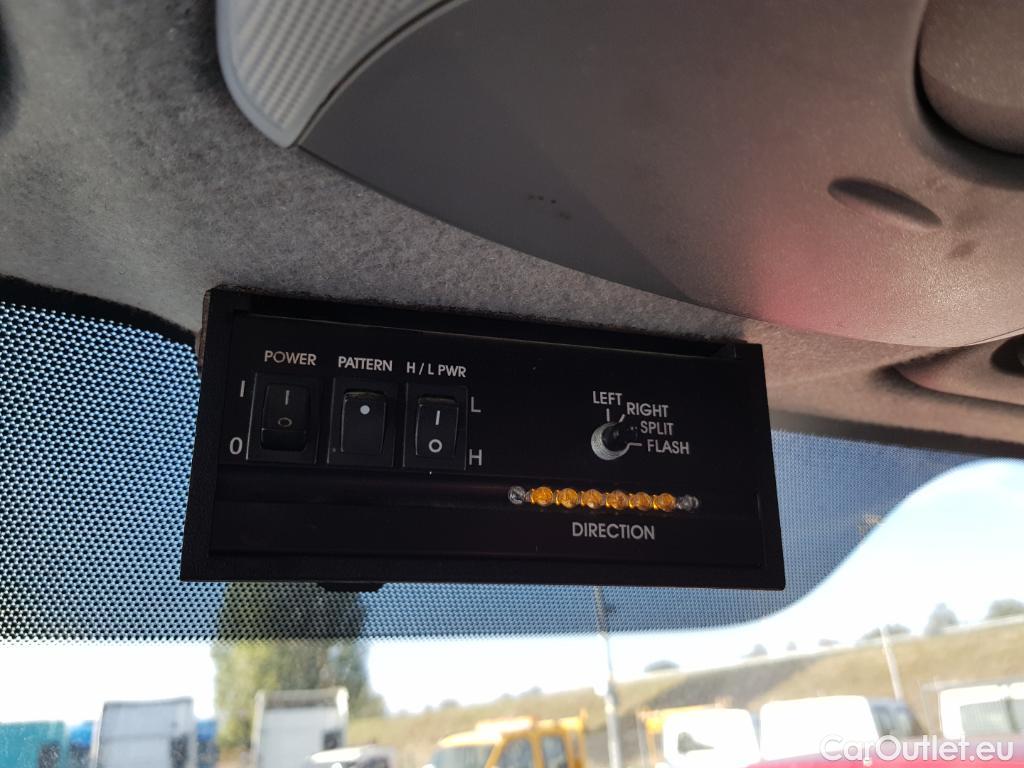 POWER PATTERN H / L PWR
I L
0 H
LEFT
RIGHT
SPLIT
FLASH
DIRECTION
CarOutlet.eu